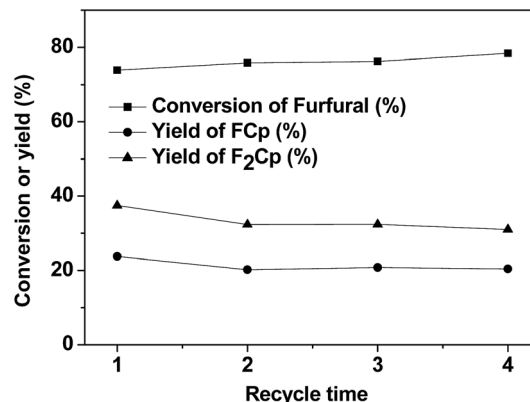 80
60
40
20
0
Conversion or yield (%)
Conversion of Furfural (%)
Yield of FCp (%)
Yield of F₂Cp (%)
1 2 3 4
Recycle time